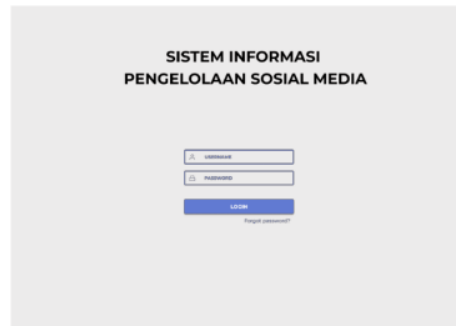 SISTEM INFORMASI
PENGELOLAAN SOSIAL MEDIA
USERNAME
PASSWORD
LOGIN
Forgot password?